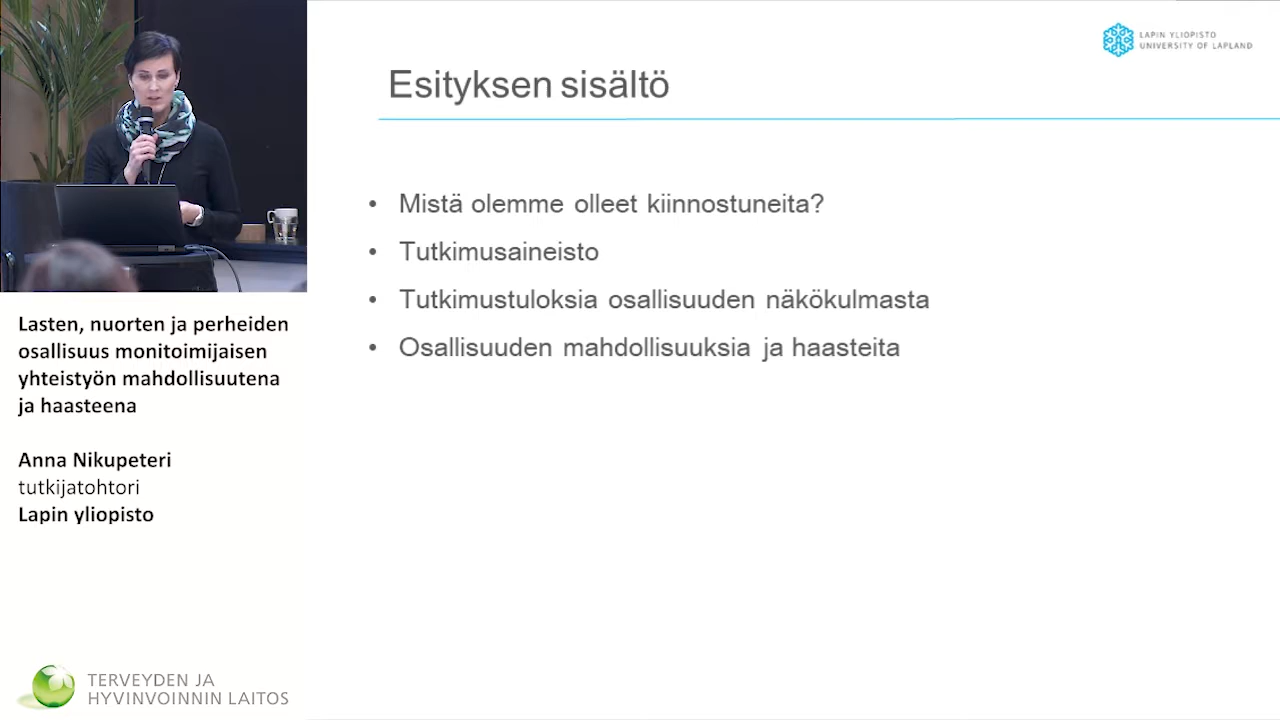 LAPIN YLIOPISTO
UNIVERSITY OF LAPLAND
Esityksen sisältö
• Mistä olemme olleet kiinnostuneita?
• Tutkimusaineisto
• Tutkimustuloksia osallisuuden näkökulmasta
• Osallisuuden mahdollisuuksia ja haasteita
Lasten, nuorten ja perheiden
osallisuus monitoimijaisen
yhteistyön mahdollisuutena
ja haasteena
Anna Nikupeteri
tutkijatohtori
Lapin yliopisto
TERVEYDEN JA
HYVINVOINNIN LAITOS